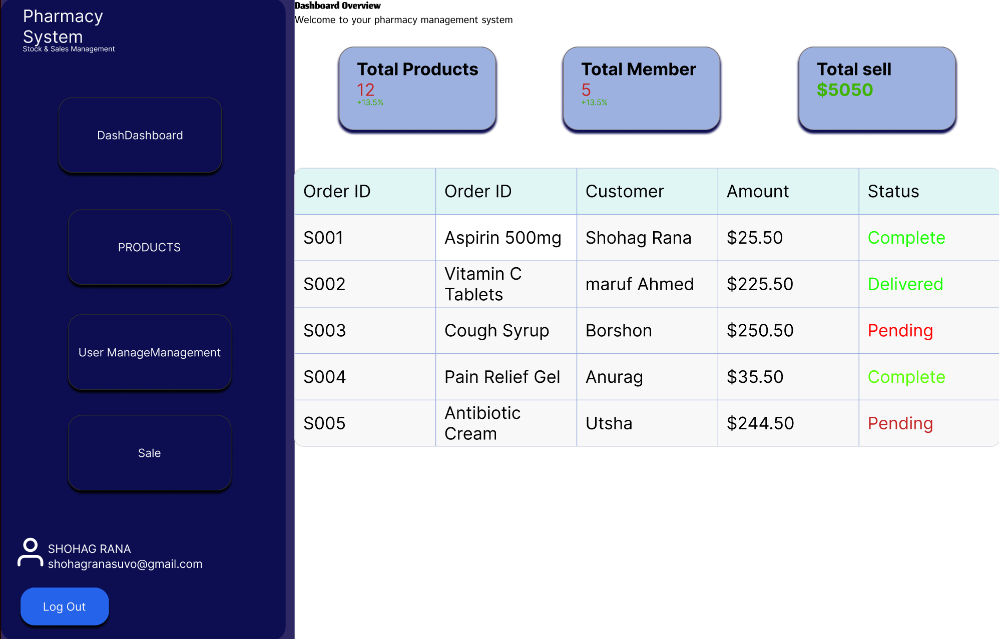 Pharmacy
System
Stock & Sales Management
DashDashboard
PRODUCTS
User ManageManagement
Sale
SHOHAG RANA
shohagranasuvo@gmail.com
Log Out
Dashboard Overview
Welcome to your pharmacy management system
Total Products
12
+13.5%
Total Member
5
+13.5%
Total sell
$5050
Order ID Order ID Customer Amount Status
S001 Aspirin 500mg Shohag Rana $25.50 Complete
S002 Vitamin C
Tablets maruf Ahmed $225.50 Delivered
S003 Cough Syrup Borshon $250.50 Pending
S004 Pain Relief Gel Anurag $35.50 Complete
S005 Antibiotic
Cream Utsha $244.50 Pending